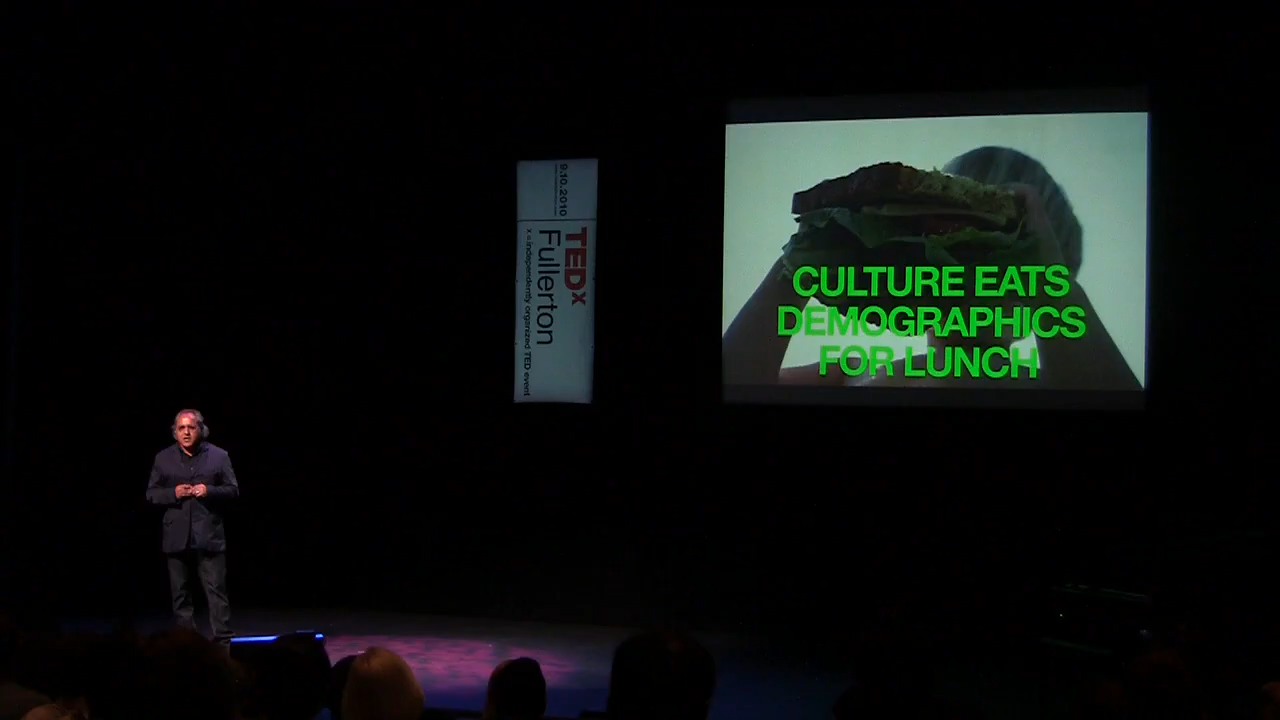 9.10.2010
TEDx
Fullerton
x = independently organized TED event
CULTURE EATS
DEMOGRAPHICS
FOR LUNCH